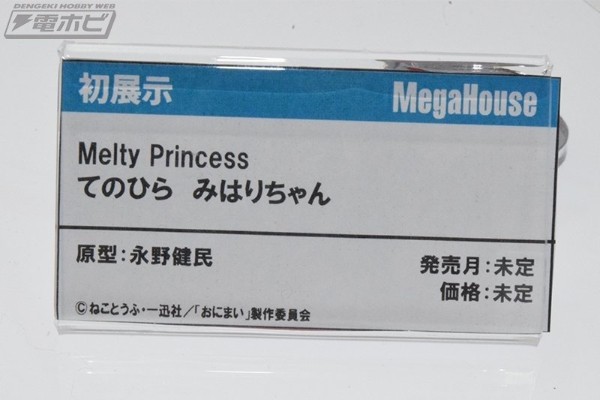 DENGEKI HOBBY WEB
電ホビ
初展示 MegaHouse
Melty Princess
てのひら みはりちゃん
原型:永野健民
発売月:未定
価格:未定
©ねことうふ・一迅社/「おにまい」製作委員会